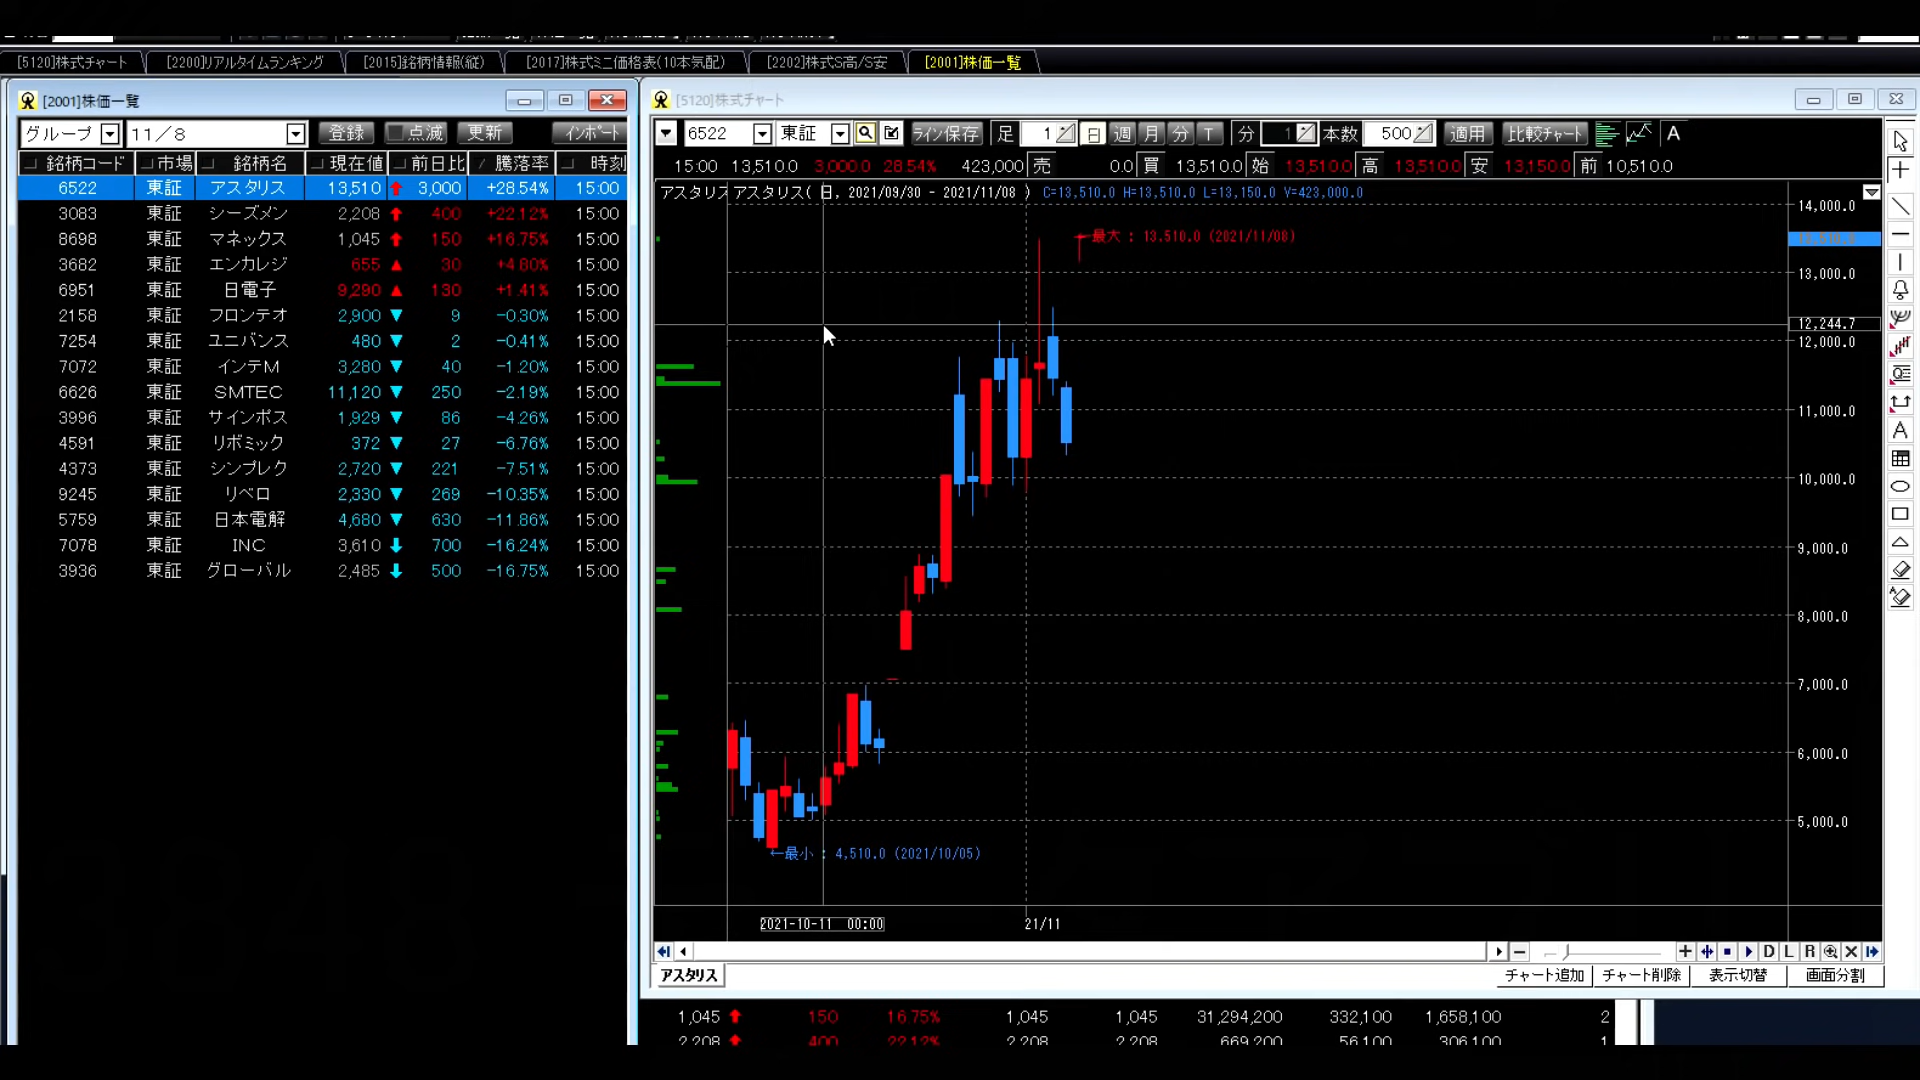 [5120]株式チャート [2200]リアルタイムランキング [2015]銘柄情報(縦) [2017]株式ミニ価格表(10本気配) [2202]株式S高/S安 [2001]株価一覧
[2001]株価一覧
グループ 11/8 登録 点滅 更新 インポート
銘柄コード 市場 銘柄名 現在値 前日比 騰落率 時刻
6522 東証 アスタリス 13,510 ↑ 3,000 +28.54% 15:00
3083 東証 シーズメン 2,208 ↑ 400 +22.12% 15:00
8698 東証 マネックス 1,045 ↑ 150 +16.75% 15:00
3682 東証 エンカレジ 655 ▲ 30 +4.80% 15:00
6951 東証 日電子 9,290 ▲ 130 +1.41% 15:00
2158 東証 フロンテオ 2,900 ▼ 9 -0.30% 15:00
7254 東証 ユニバンス 480 ▼ 2 -0.41% 15:00
7072 東証 インテM 3,280 ▼ 40 -1.20% 15:00
6626 東証 SMTEC 11,120 ▼ 250 -2.19% 15:00
3996 東証 サインポス 1,929 ▼ 86 -4.26% 15:00
4591 東証 リボミック 372 ▼ 27 -6.76% 15:00
4373 東証 シンプレク 2,720 ▼ 221 -7.51% 15:00
9245 東証 リベロ 2,330 ▼ 269 -10.35% 15:00
5759 東証 日本電解 4,680 ▼ 630 -11.86% 15:00
7078 東証 INC 3,610 ↓ 700 -16.24% 15:00
3936 東証 グローバル 2,485 ↓ 500 -16.75% 15:00
[5120]株式チャート
6522 東証 ライン保存 足 1 日 週 月 分 T 分 1 本数 500 適用 比較チャート A
15:00 13,510.0 3,000.0 28.54% 423,000 売 0.0 買 13,510.0 始 13,510.0 高 13,510.0 安 13,150.0 前 10,510.0
アスタリス アスタリス( 日, 2021/09/30 - 2021/11/08 ) C=13,510.0 H=13,510.0 L=13,150.0 V=423,000.0
14,000.0
最大 : 13,510.0 (2021/11/08)
13,000.0
12,244.7
12,000.0
11,000.0
10,000.0
9,000.0
8,000.0
7,000.0
6,000.0
5,000.0
←最小 : 4,510.0 (2021/10/05)
2021-10-11 00:00 21/11
D L R
アスタリス チャート追加 チャート削除 表示切替 画面分割
1,045 ↑ 150 16.75% 1,045 1,045 31,294,200 332,100 1,658,100 2
2,208 ↑ 400 22.12% 2,208 2,208 669,200 56,100 306,100 1